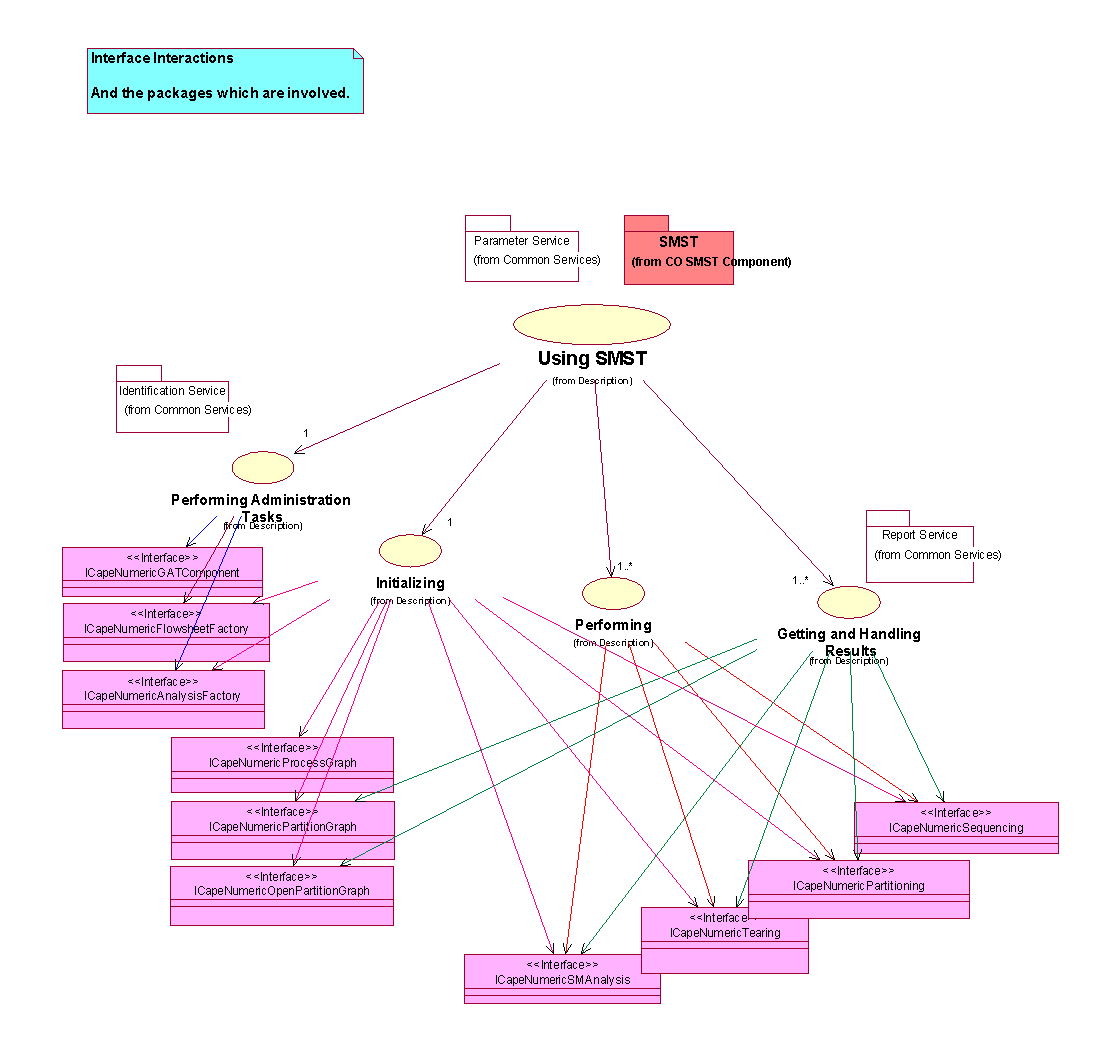 Interface Interactions
And the packages which are involved.
Parameter Service
(from Common Services)
SMST
(from CO SMST Component)
Using SMST
(from Description)
Identification Service
(from Common Services)
1
Performing Administration
Tasks
(from Description)
1
Initializing
(from Description)
1..*
Performing
(from Description)
Report Service
(from Common Services)
1..*
Getting and Handling
Results
(from Description)
<<Interface>>
ICapeNumericGATComponent
<<Interface>>
ICapeNumericFlowsheetFactory
<<Interface>>
ICapeNumericAnalysisFactory
<<Interface>>
ICapeNumericProcessGraph
<<Interface>>
ICapeNumericPartitionGraph
<<Interface>>
ICapeNumericOpenPartitionGraph
<<Interface>>
ICapeNumericSequencing
<<Interface>>
ICapeNumericPartitioning
<<Interface>>
ICapeNumericTearing
<<Interface>>
ICapeNumericSMAnalysis